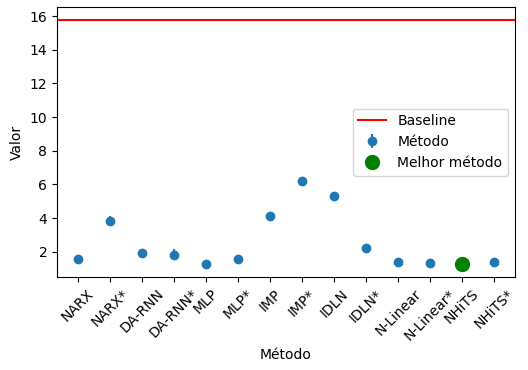 16
14
12
10
8
6
4
2
Valor
Baseline
Método
Melhor método
NARX
NARX*
DA-RNN
DA-RNN*
MLP
MLP*
IMP
IMP*
IDLN
IDLN*
N-Linear
N-Linear*
NHiTS
NHiTS*
Método